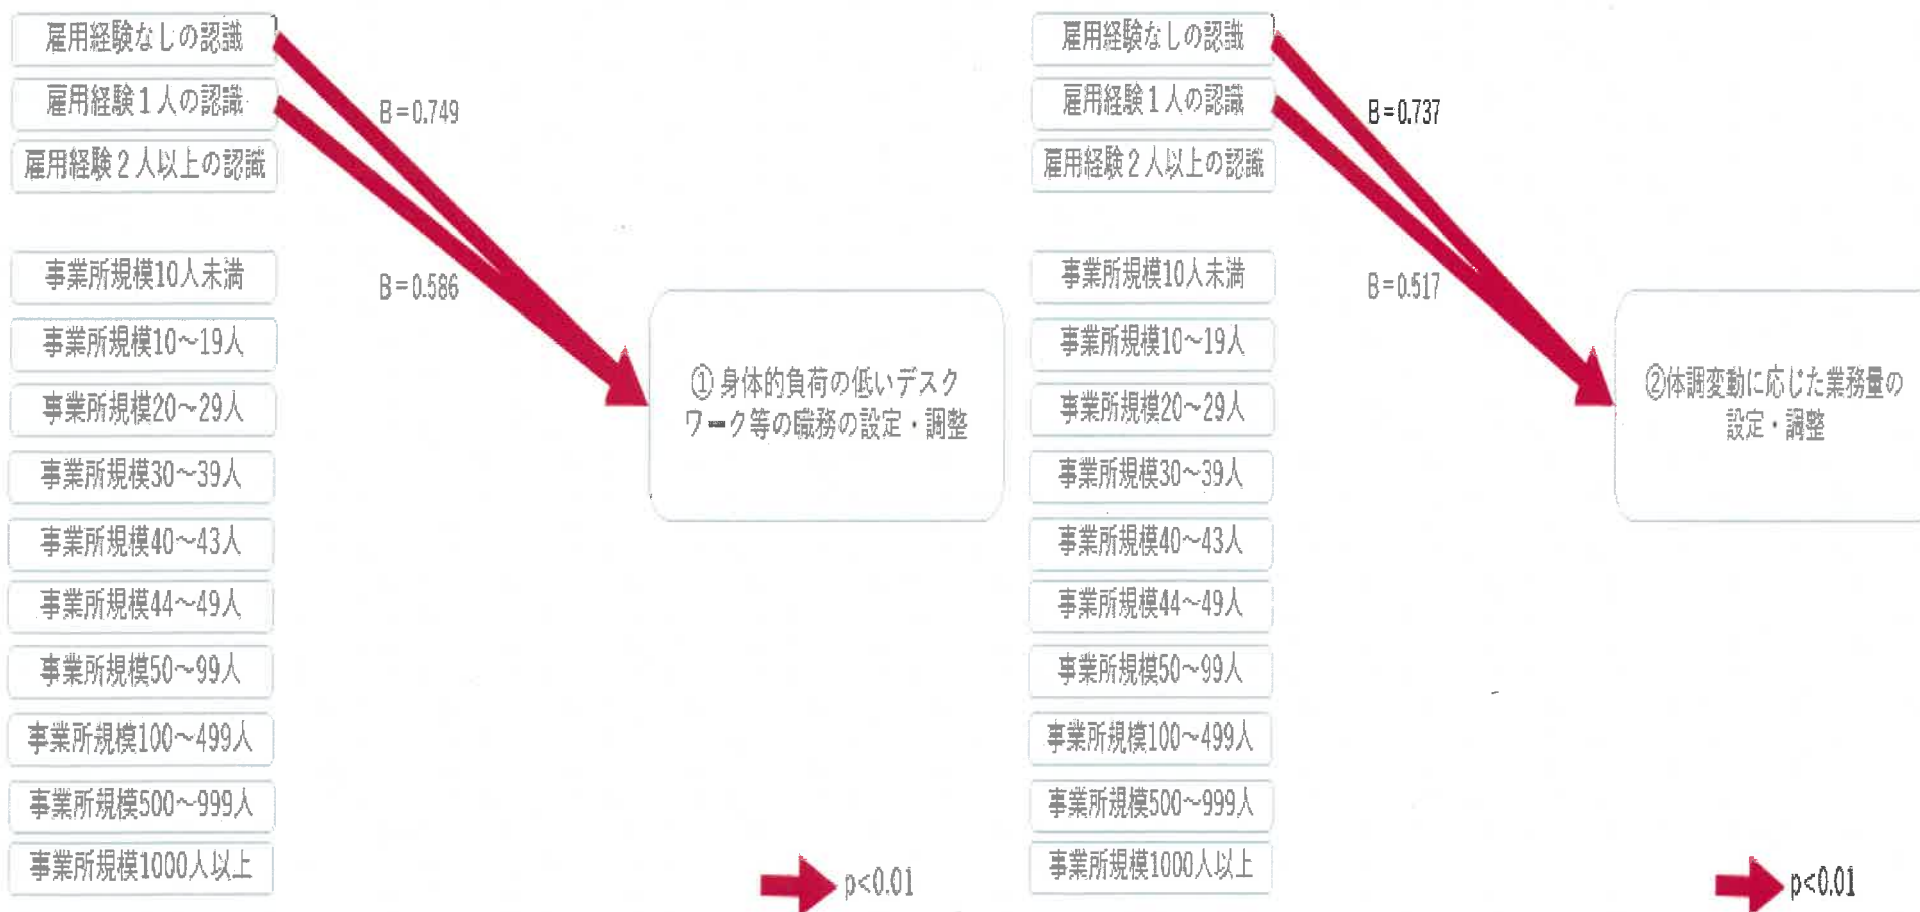 雇用経験なしの認識
雇用経験1人の認識
雇用経験2人以上の認識
B=0.749
B=0.586
事業所規模10人未満
事業所規模10～19人
事業所規模20～29人
事業所規模30～39人
事業所規模40～43人
事業所規模44～49人
事業所規模50～99人
事業所規模100～499人
事業所規模500～999人
事業所規模1000人以上
①身体的負荷の低いデスク
ワーク等の職務の設定・調整
p<0.01
雇用経験なしの認識
雇用経験1人の認識
雇用経験2人以上の認識
B=0.737
B=0.517
事業所規模10人未満
事業所規模10～19人
事業所規模20～29人
事業所規模30～39人
事業所規模40～43人
事業所規模44～49人
事業所規模50～99人
事業所規模100～499人
事業所規模500～999人
事業所規模1000人以上
②体調変動に応じた業務量の
設定・調整
p<0.01